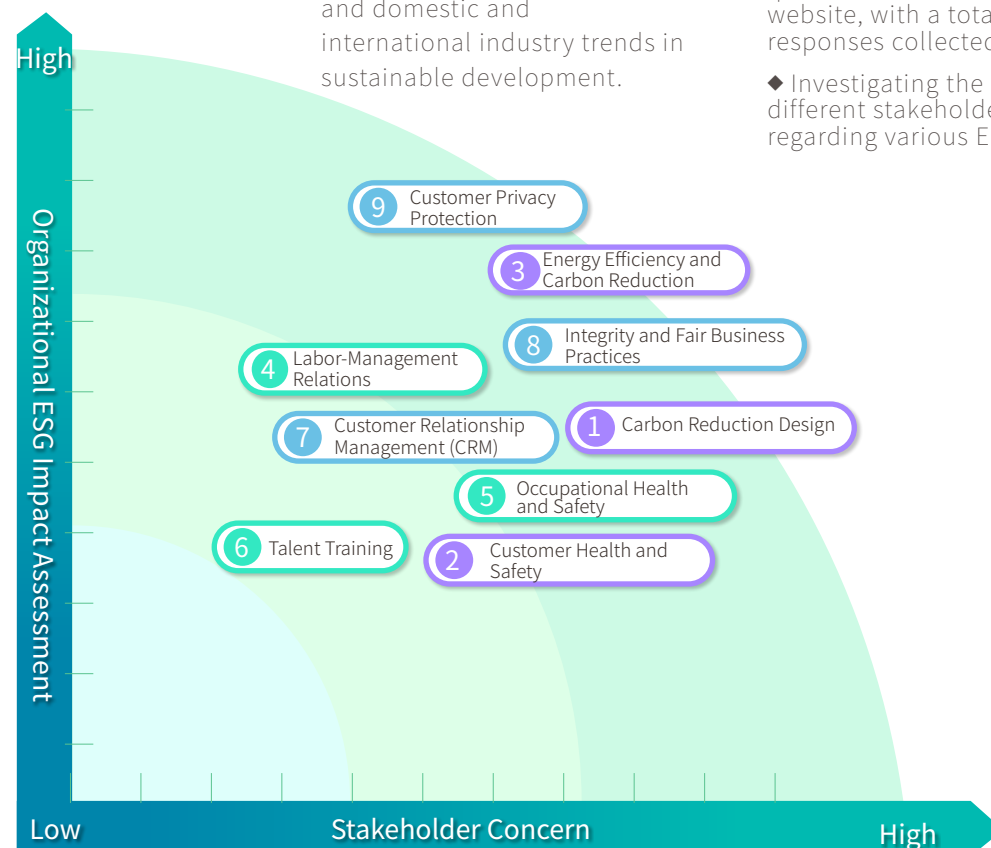 and domestic and
international industry trends in
sustainable development.
website, with a tota
responses collected
◆ Investigating the
different stakeholde
regarding various E
High
Organizational ESG Impact Assessment
9 Customer Privacy
Protection
3 Energy Efficiency and
Carbon Reduction
8 Integrity and Fair Business
Practices
4 Labor-Management
Relations
7 Customer Relationship
Management (CRM)
1 Carbon Reduction Design
5 Occupational Health
and Safety
6 Talent Training
2 Customer Health and
Safety
Low
Stakeholder Concern
High